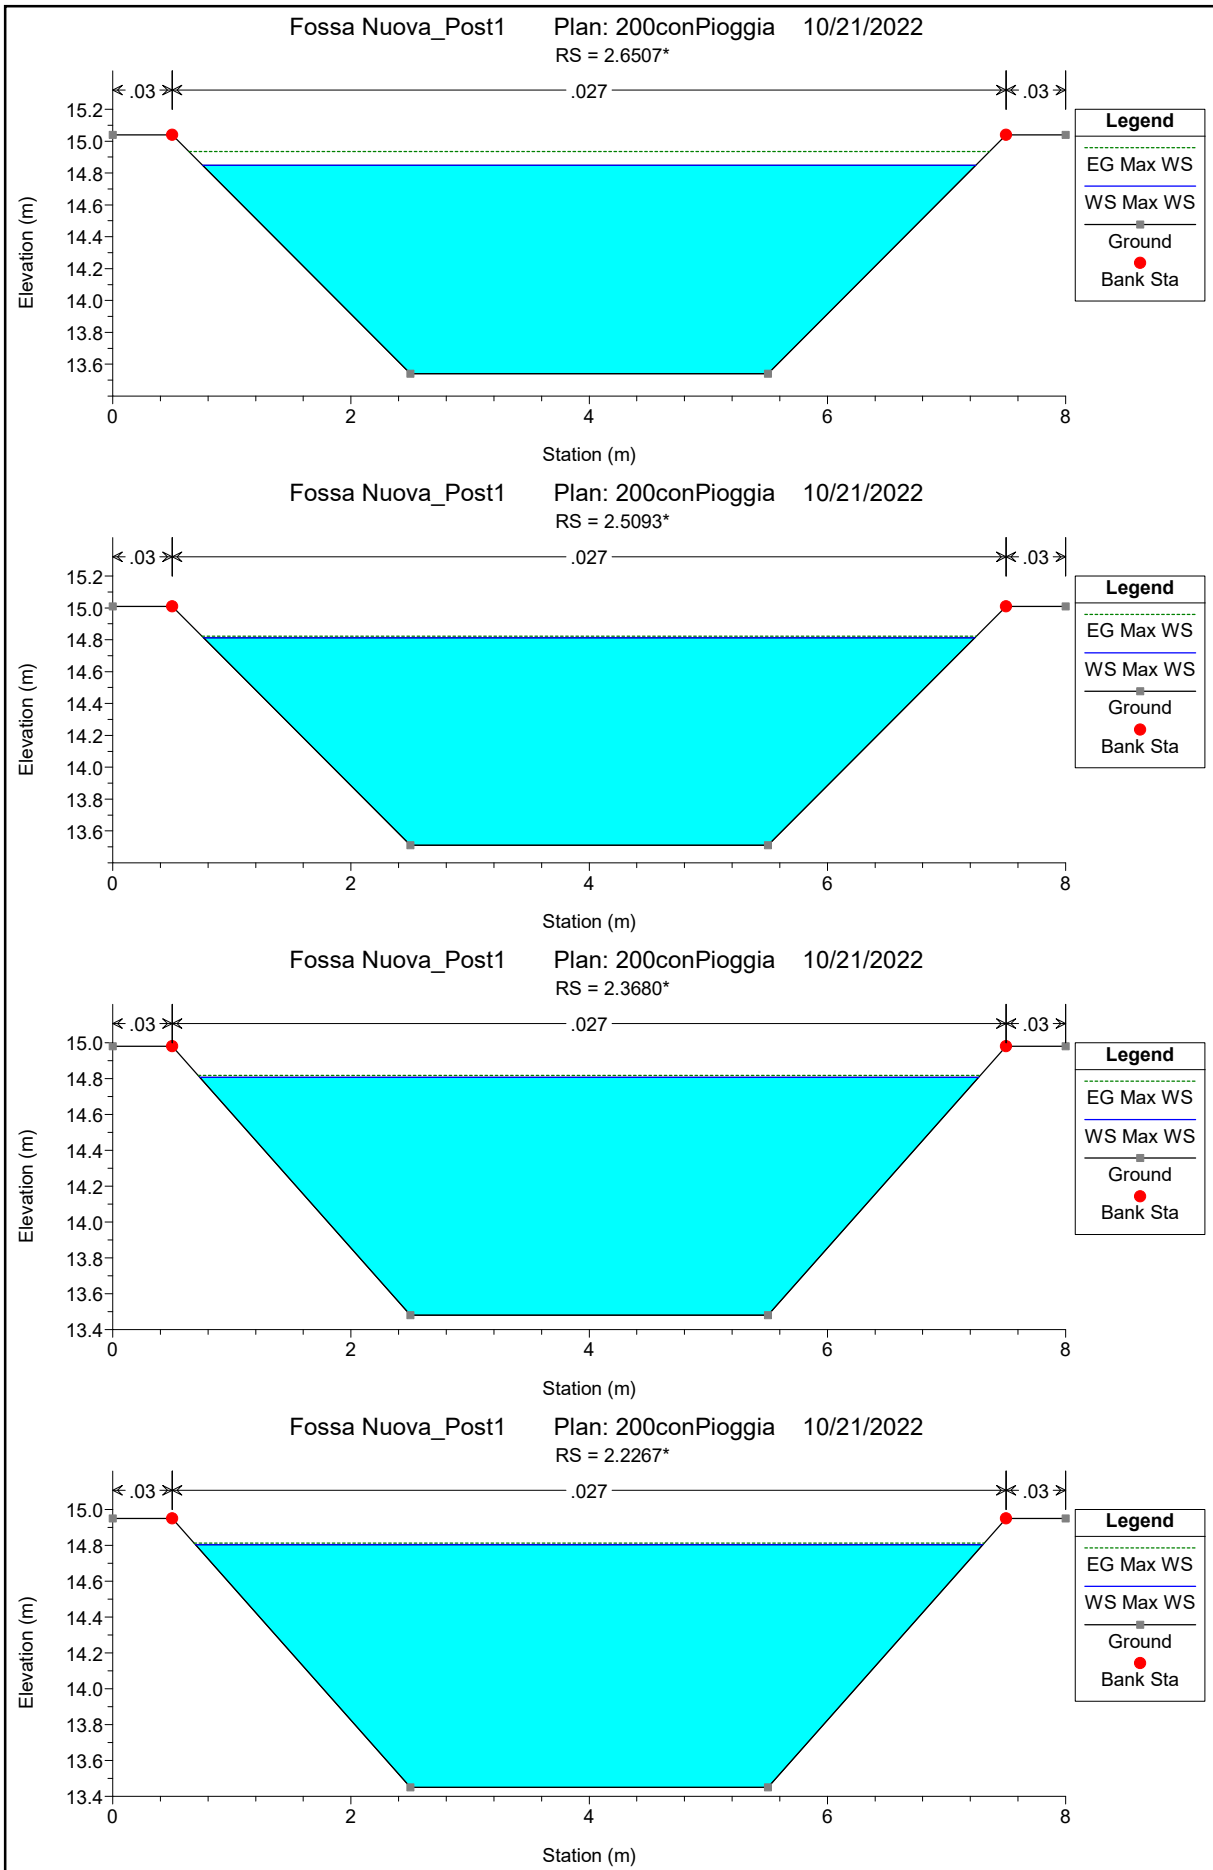 Fossa Nuova_Post1 Plan: 200conPioggia 10/21/2022
RS = 2.6507*
.03 .027 .03
15.2
15.0
14.8
14.6
14.4
14.2
14.0
13.8
13.6
Elevation (m)
0 2 4 6 8
Station (m)
Legend
EG Max WS
WS Max WS
Ground
Bank Sta
Fossa Nuova_Post1 Plan: 200conPioggia 10/21/2022
RS = 2.5093*
.03 .027 .03
15.2
15.0
14.8
14.6
14.4
14.2
14.0
13.8
13.6
Elevation (m)
0 2 4 6 8
Station (m)
Legend
EG Max WS
WS Max WS
Ground
Bank Sta
Fossa Nuova_Post1 Plan: 200conPioggia 10/21/2022
RS = 2.3680*
.03 .027 .03
15.0
14.8
14.6
14.4
14.2
14.0
13.8
13.6
13.4
Elevation (m)
0 2 4 6 8
Station (m)
Legend
EG Max WS
WS Max WS
Ground
Bank Sta
Fossa Nuova_Post1 Plan: 200conPioggia 10/21/2022
RS = 2.2267*
.03 .027 .03
15.0
14.8
14.6
14.4
14.2
14.0
13.8
13.6
13.4
Elevation (m)
0 2 4 6 8
Station (m)
Legend
EG Max WS
WS Max WS
Ground
Bank Sta